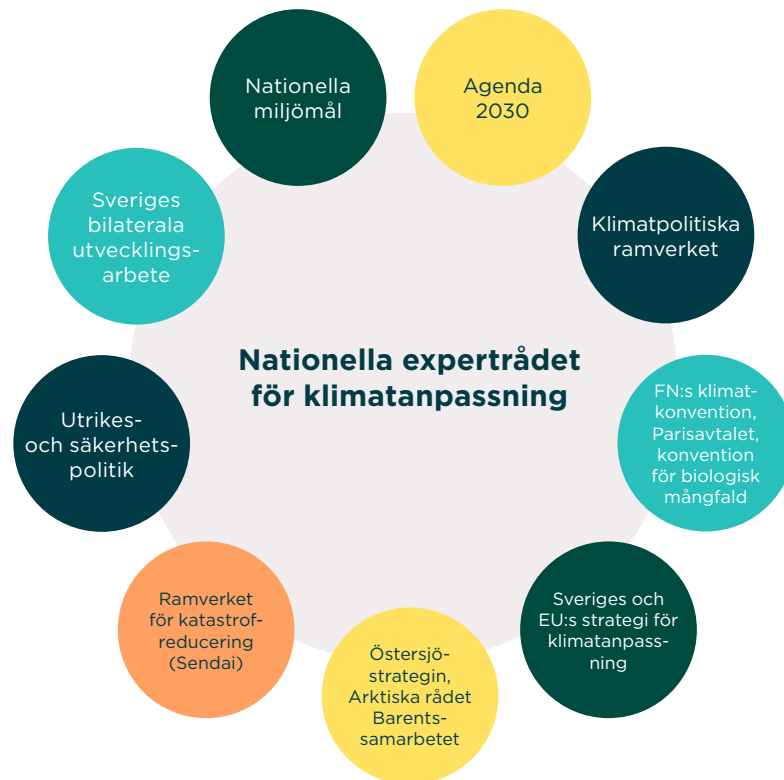 Nationella
miljömål
Agenda
2030
Sveriges
bilaterala
utvecklings-
arbete
Klimatpolitiska
ramverket
Nationella expertrådet
för klimatanpassning
Utrikes-
och säkerhets-
politik
FN:s klimat-
konvention,
Parisavtalet,
konvention
för biologisk
mångfald
Ramverket
för katastrof-
reducering
(Sendai)
Sveriges och
EU:s strategi för
klimatanpass-
ning
Östersjö-
strategin,
Arktiska rådet
Barents-
samarbetet